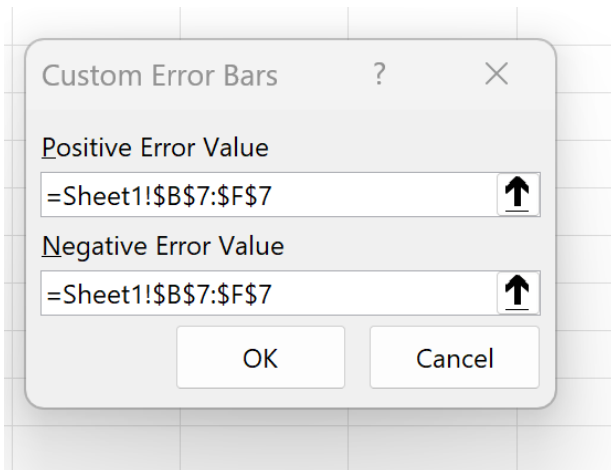 Custom Error Bars ?
Positive Error Value
=Sheet1!$B$7:$F$7
Negative Error Value
=Sheet1!$B$7:$F$7
OK Cancel